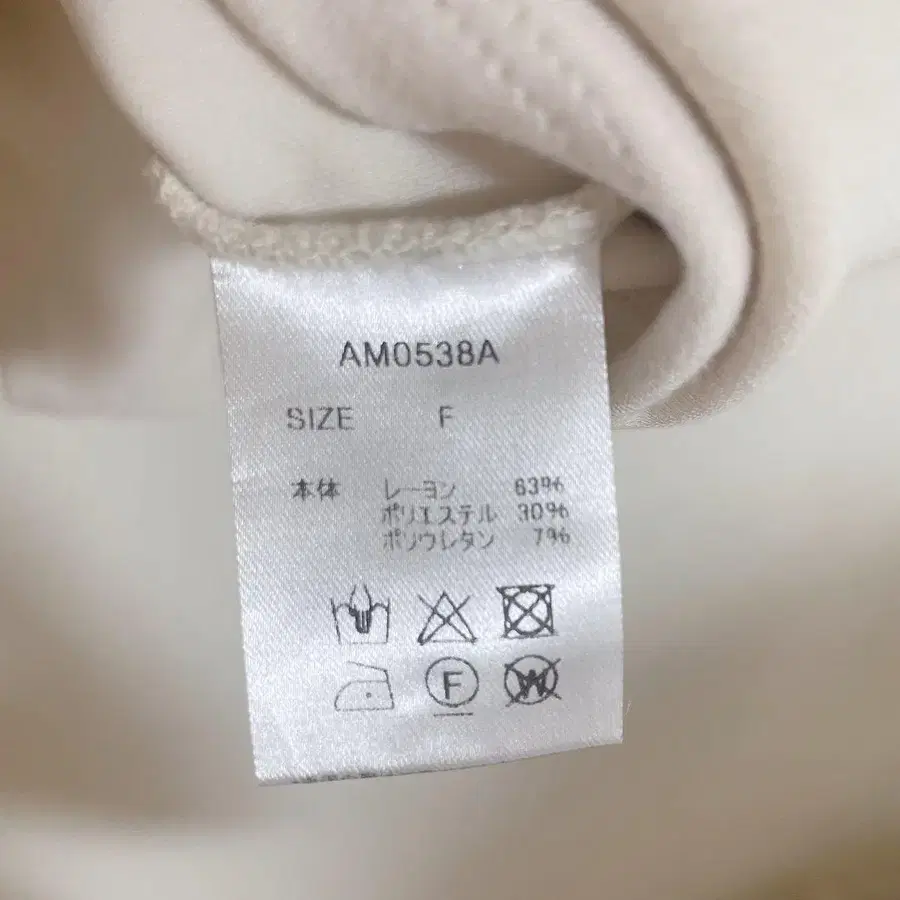 AM0538A
SIZE F
本体 レーヨン 63%
ポリエステル 30%
ポリウレタン 7%
F W